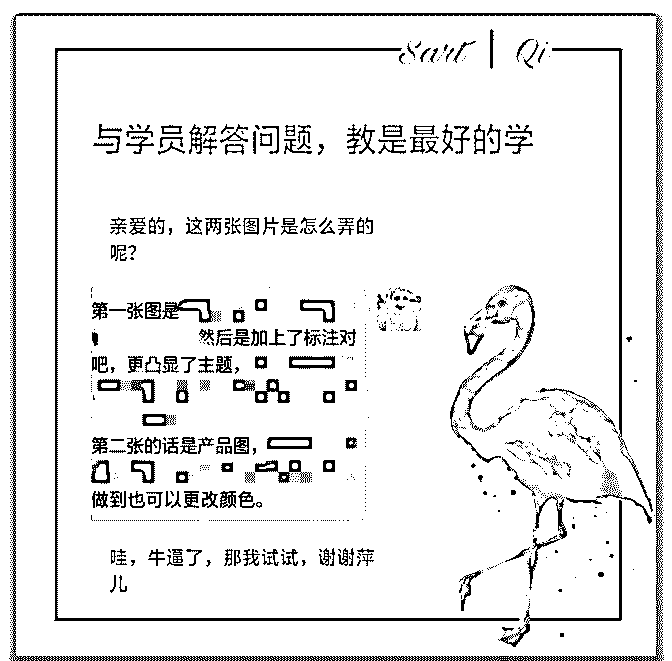 Sart | Qi
与学员解答问题，教是最好的学
亲爱的，这两张图片是怎么弄的
呢？
第一张图是
然后是加上了标注对
吧，更凸显了主题，
第二张的话是产品图，
做到也可以更改颜色。
哇，牛逼了，那我试试，谢谢萍
儿